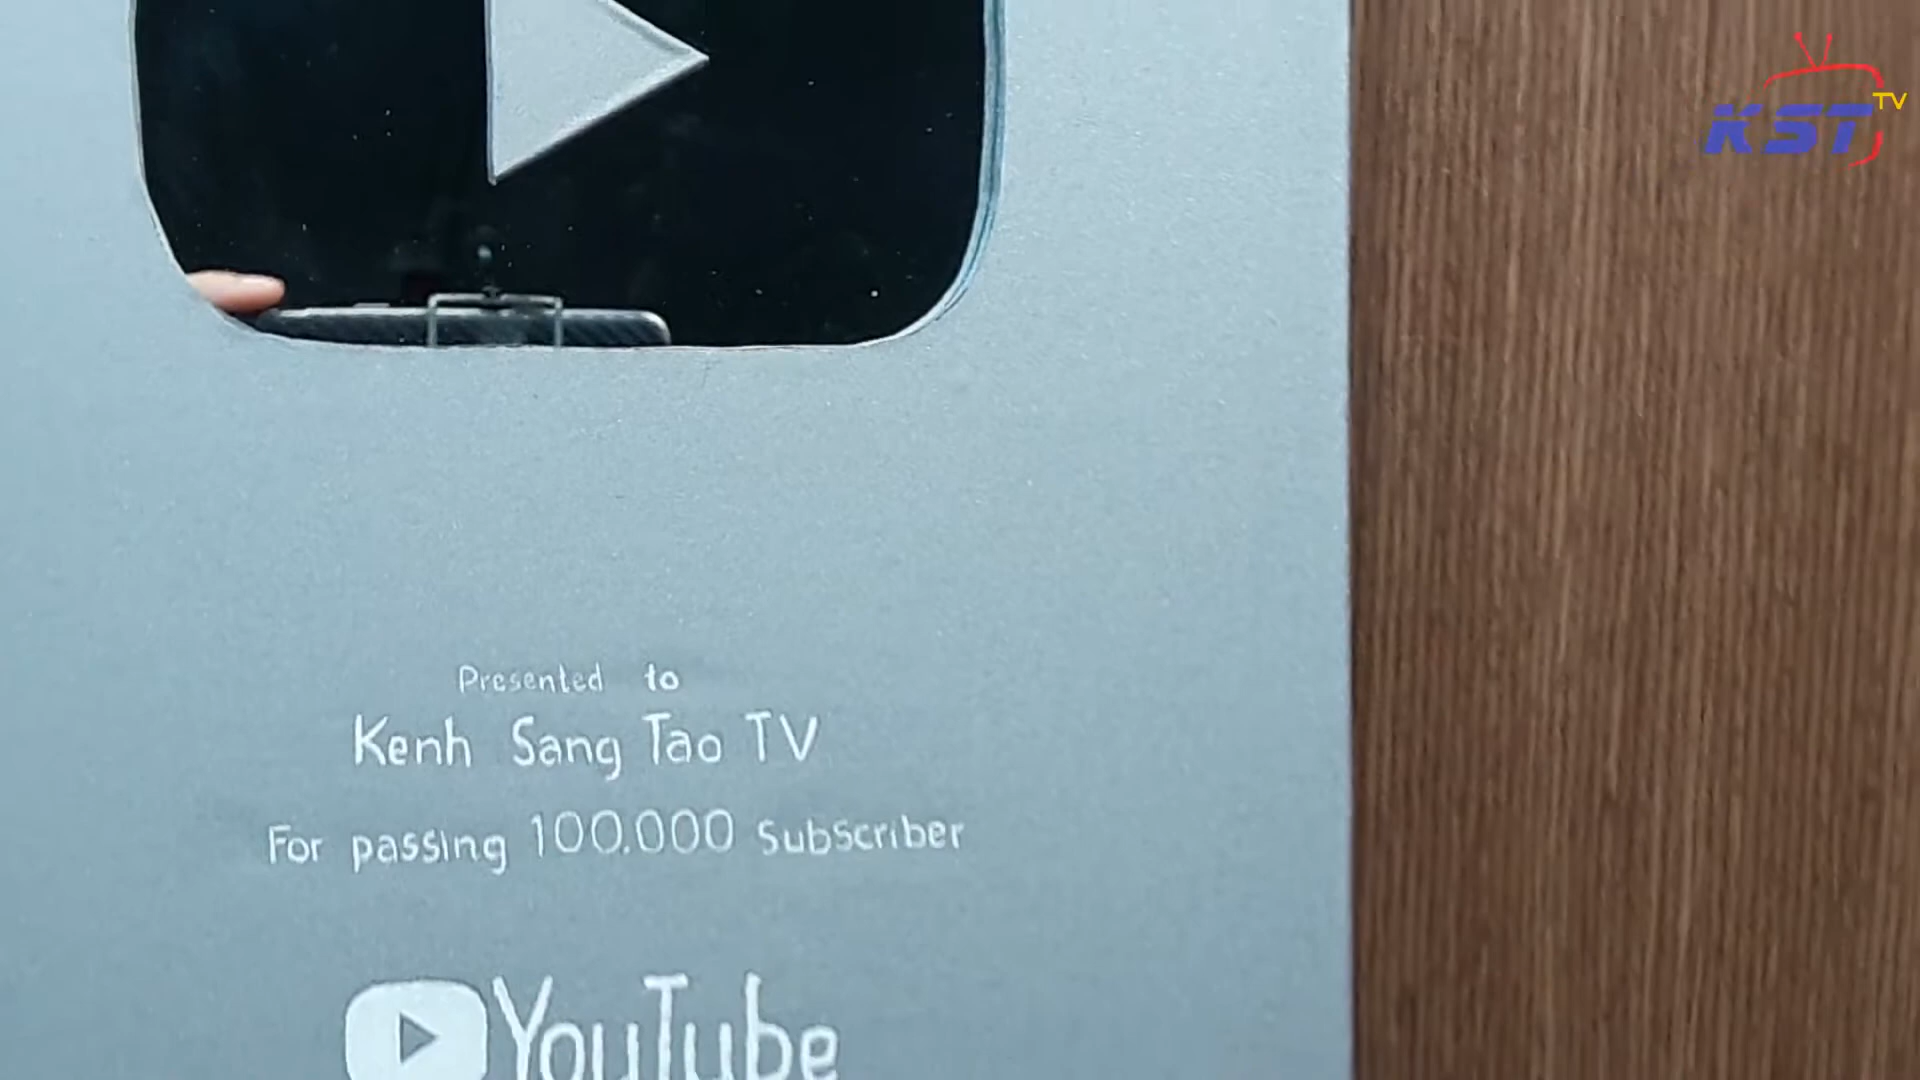 KST TV
Presented to
Kenh Sang Tao TV
For passing 100.000 Subscriber
YouTube